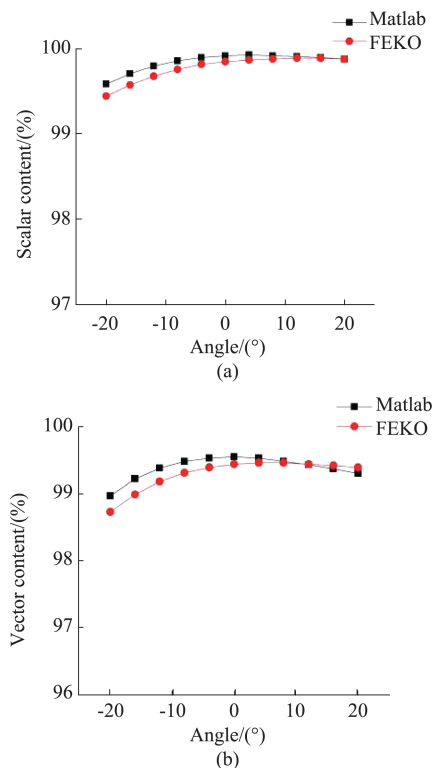 Matlab
FEKO
100
99
98
97
Scalar content/(%)
-20 -10 0 10 20
Angle/(°)
(a)
Matlab
FEKO
100
99
98
97
96
Vector content/(%)
-20 -10 0 10 20
Angle/(°)
(b)